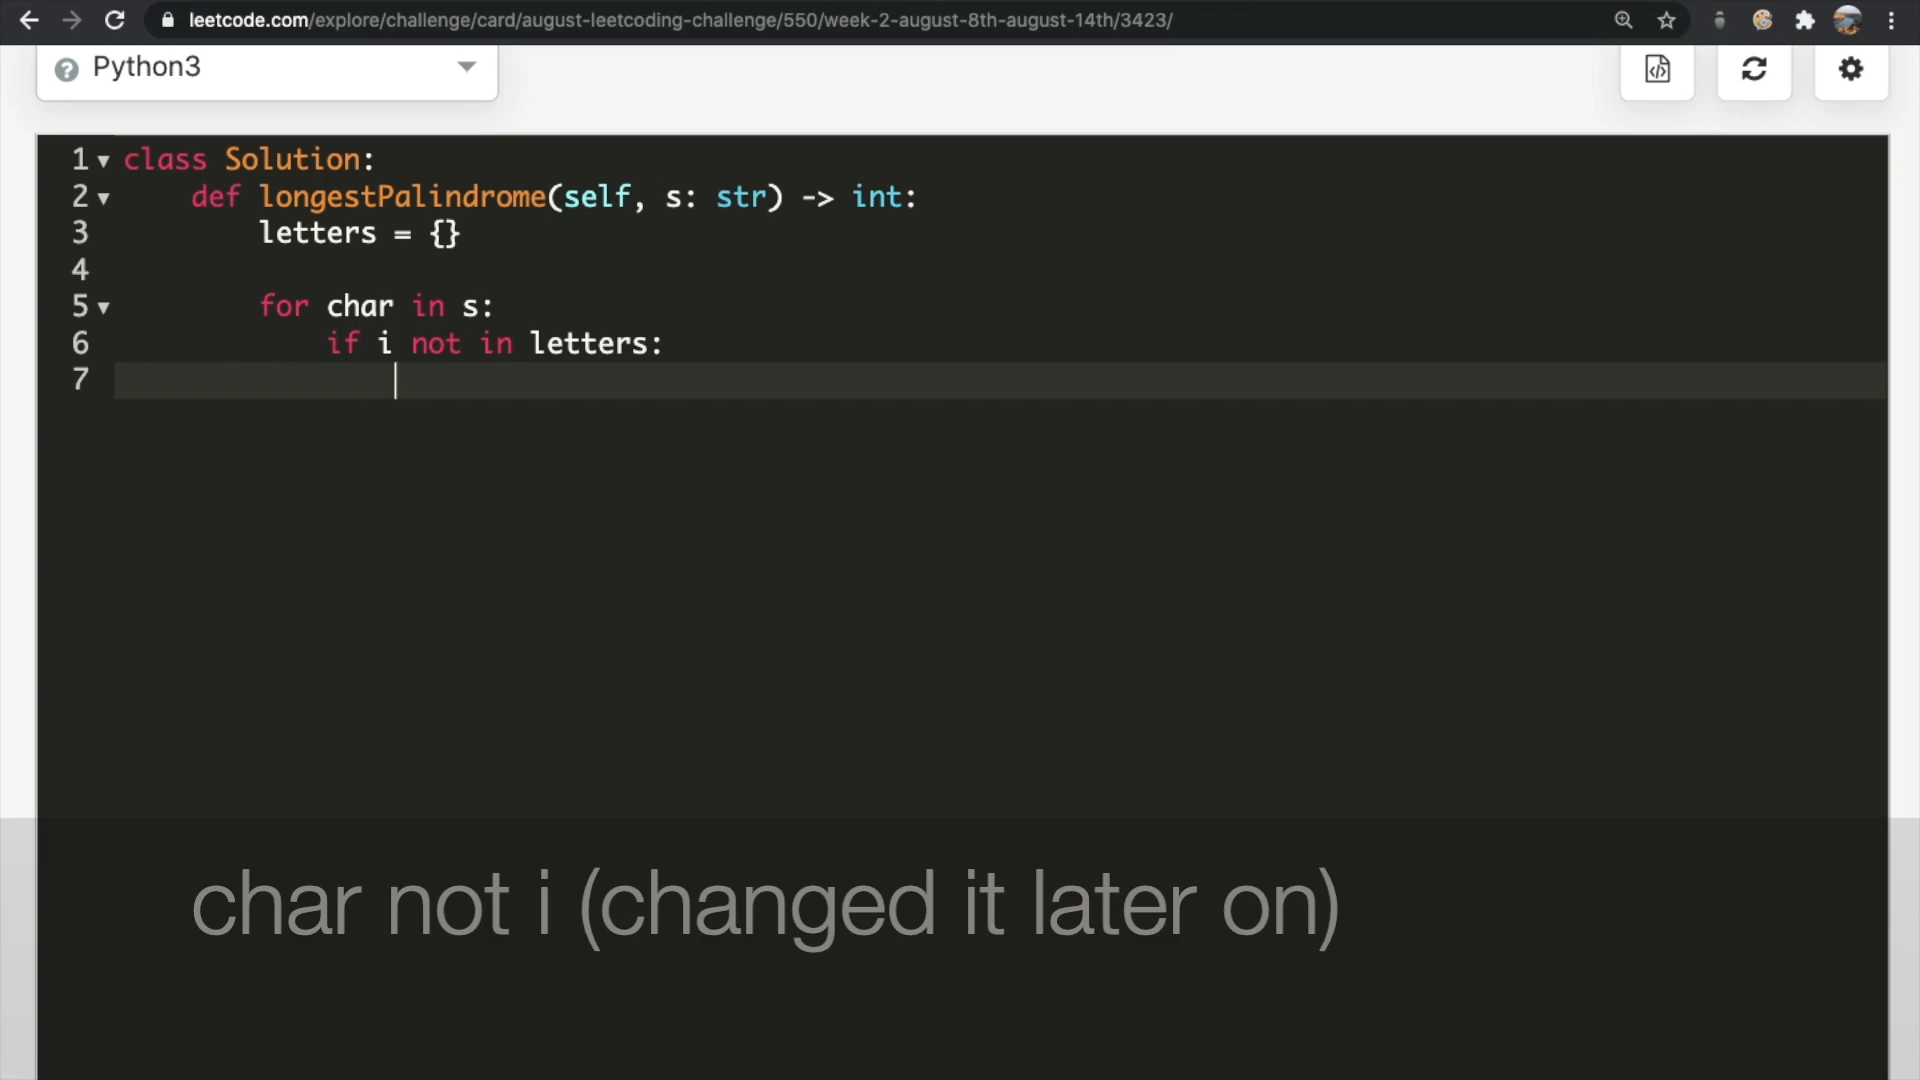 leetcode.com/explore/challenge/card/august-leetcoding-challenge/550/week-2-august-8th-august-14th/3423/
Python3
1 class Solution:
2 def longestPalindrome(self, s: str) -> int:
3 letters = {}
4
5 for char in s:
6 if i not in letters:
7
char not i (changed it later on)